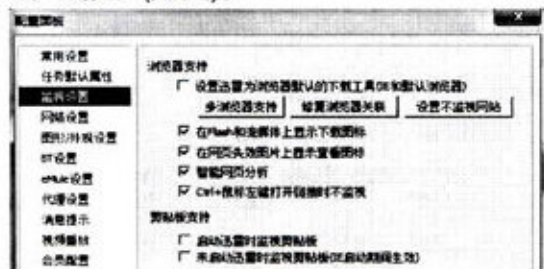 配置面板
常用设置
任务默认属性
监视设置
网络设置
图形/外观设置
BT设置
eMule设置
代理设置
消息提示
视频播放
会员配置
浏览器支持
设置迅雷为浏览器默认的下载工具(IE和默认浏览器)
多浏览器支持
修复浏览器关联
设置不监视网站
在Flash和流媒体上显示下载图标
在网页头效图片上显示查看图标
智能网页分析
Ctrl+鼠标左键打开链接时不监视
剪贴板支持
启动迅雷时监视剪贴板
未启动迅雷时监视剪贴板(IE启动期间生效)